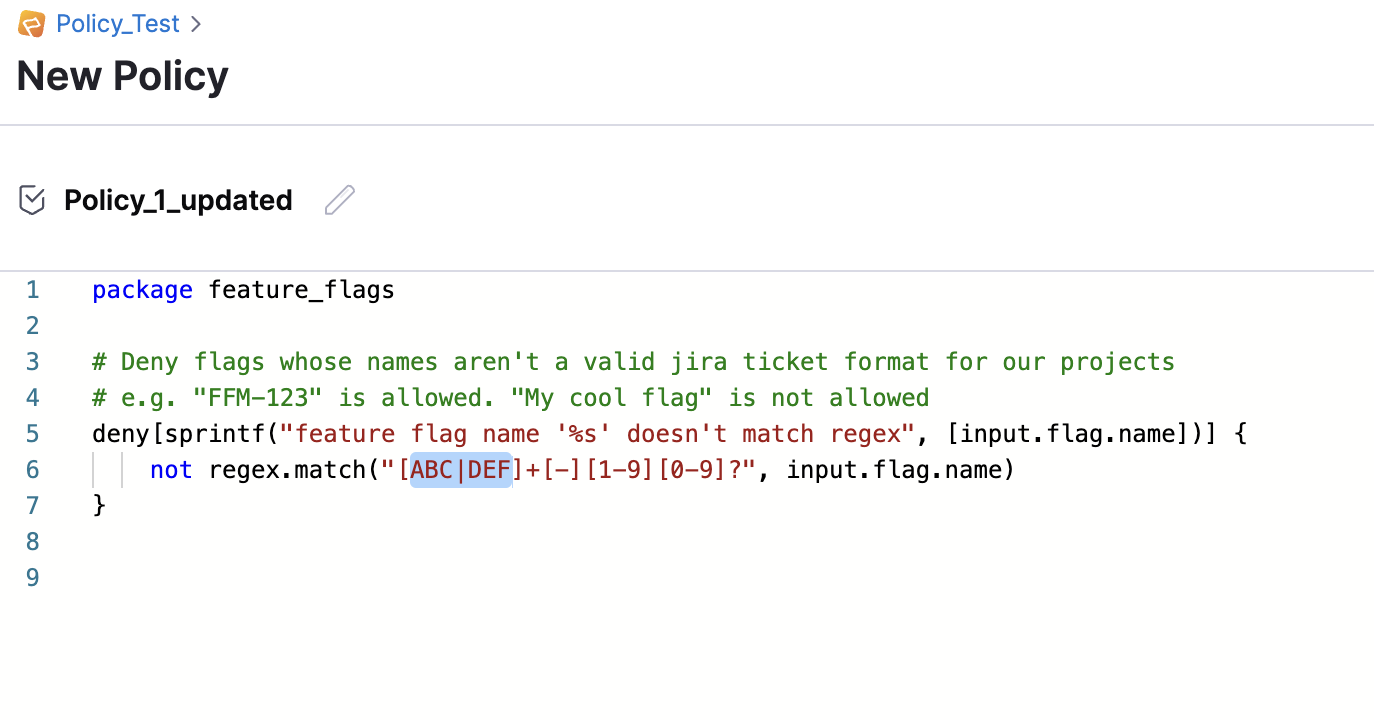 Policy_Test >
New Policy
Policy_1_updated
1 package feature_flags
2
3 # Deny flags whose names aren't a valid jira ticket format for our projects
4 # e.g. "FFM-123" is allowed. "My cool flag" is not allowed
5 deny[sprintf("feature flag name '%s' doesn't match regex", [input.flag.name])] {
6     not regex.match("[ABC|DEF]+[-][1-9][0-9]?", input.flag.name)
7 }
8
9